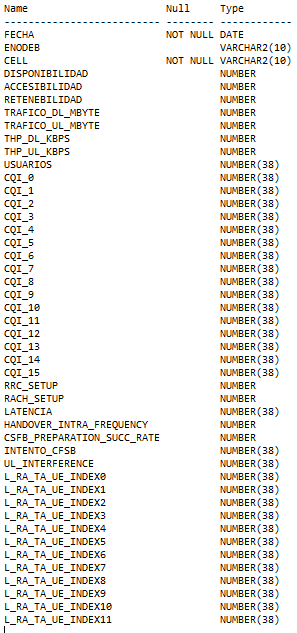 Name Null Type
-------------------------- -------- ------------
FECHA NOT NULL DATE
ENODEB VARCHAR2(10)
CELL NOT NULL VARCHAR2(10)
DISPONIBILIDAD NUMBER
ACCESIBILIDAD NUMBER
RETENEBILIDAD NUMBER
TRAFICO_DL_MBYTE NUMBER
TRAFICO_UL_MBYTE NUMBER
THP_DL_KBPS NUMBER
THP_UL_KBPS NUMBER
USUARIOS NUMBER(38)
CQI_0 NUMBER(38)
CQI_1 NUMBER(38)
CQI_2 NUMBER(38)
CQI_3 NUMBER(38)
CQI_4 NUMBER(38)
CQI_5 NUMBER(38)
CQI_6 NUMBER(38)
CQI_7 NUMBER(38)
CQI_8 NUMBER(38)
CQI_9 NUMBER(38)
CQI_10 NUMBER(38)
CQI_11 NUMBER(38)
CQI_12 NUMBER(38)
CQI_13 NUMBER(38)
CQI_14 NUMBER(38)
CQI_15 NUMBER(38)
RRC_SETUP NUMBER
RACH_SETUP NUMBER
LATENCIA NUMBER(38)
HANDOVER_INTRA_FREQUENCY NUMBER
CSFB_PREPARATION_SUCC_RATE NUMBER
INTENTO_CFSB NUMBER(38)
UL_INTERFERENCE NUMBER(38)
L_RA_TA_UE_INDEX0 NUMBER(38)
L_RA_TA_UE_INDEX1 NUMBER(38)
L_RA_TA_UE_INDEX2 NUMBER(38)
L_RA_TA_UE_INDEX3 NUMBER(38)
L_RA_TA_UE_INDEX4 NUMBER(38)
L_RA_TA_UE_INDEX5 NUMBER(38)
L_RA_TA_UE_INDEX6 NUMBER(38)
L_RA_TA_UE_INDEX7 NUMBER(38)
L_RA_TA_UE_INDEX8 NUMBER(38)
L_RA_TA_UE_INDEX9 NUMBER(38)
L_RA_TA_UE_INDEX10 NUMBER(38)
L_RA_TA_UE_INDEX11 NUMBER(38)